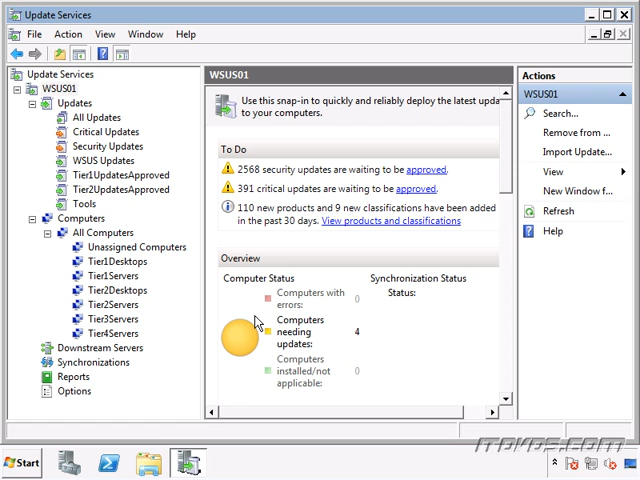 Update Services
File Action View Window Help
Update Services
WSUS01
Updates
All Updates
Critical Updates
Security Updates
WSUS Updates
Tier1UpdatesApproved
Tier2UpdatesApproved
Tools
Computers
All Computers
Unassigned Computers
Tier1Desktops
Tier1Servers
Tier2Desktops
Tier2Servers
Tier3Servers
Tier4Servers
Downstream Servers
Synchronizations
Reports
Options
WSUS01
Use this snap-in to quickly and reliably deploy the latest upda
to your computers.
To Do
2568 security updates are waiting to be approved.
391 critical updates are waiting to be approved.
110 new products and 9 new classifications have been added
in the past 30 days. View products and classifications
Overview
Computer Status Synchronization Status
Computers with
errors: 0
Status:
Computers
needing
updates: 4
Computers
installed/not
applicable: 0
Actions
WSUS01
Search...
Remove from ...
Import Update...
View
New Window f...
Refresh
Help
ITDVDS.COM
Start